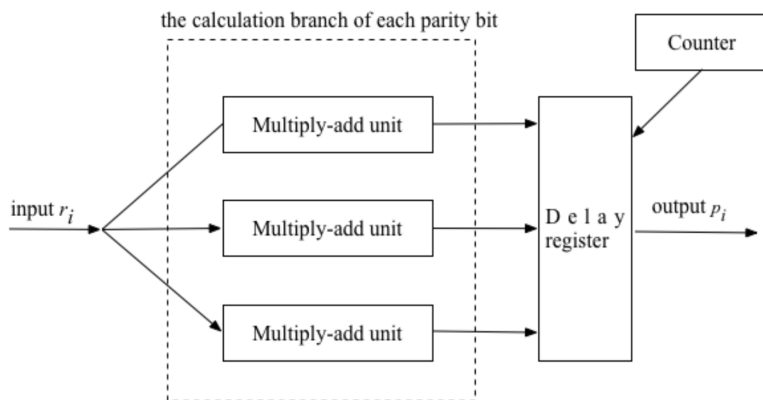 the calculation branch of each parity bit
Counter
Multiply-add unit
input r_i
Multiply-add unit
Delay
register
output p_i
Multiply-add unit